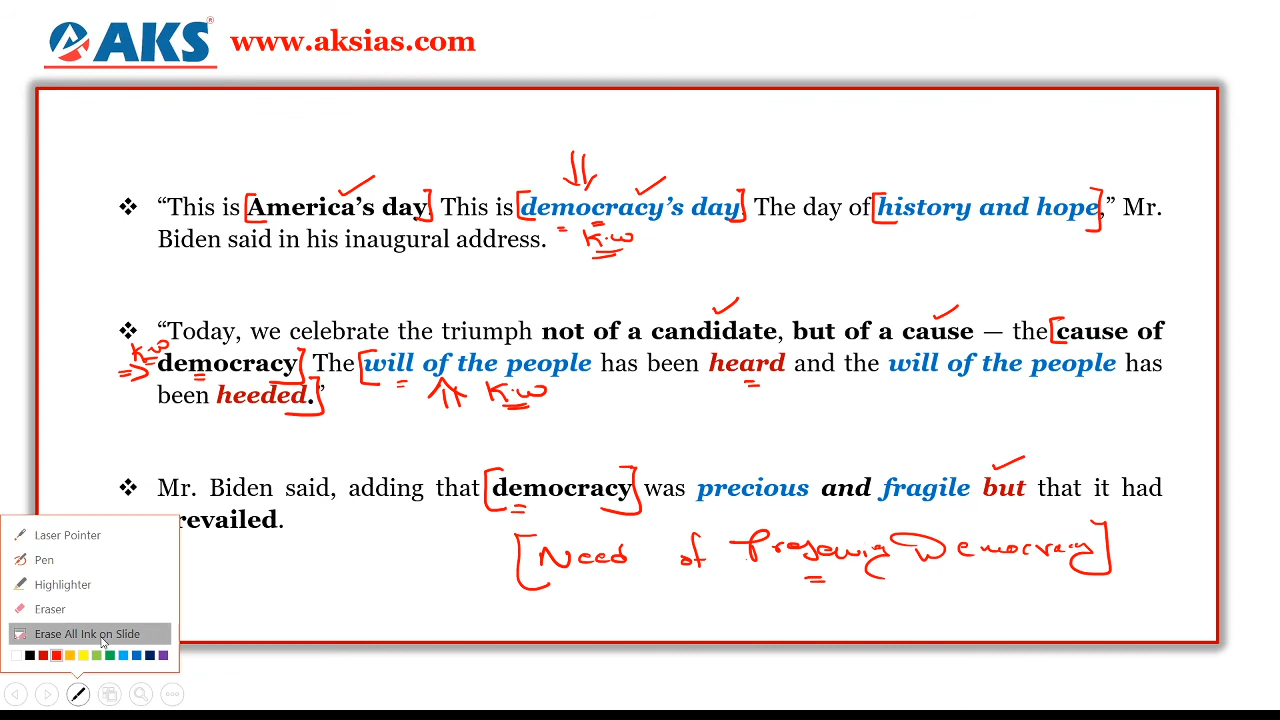 AKS www.aksias.com
❖ “This is America’s day. This is democracy’s day. The day of history and hope,” Mr.
Biden said in his inaugural address.
K.W
❖ “Today, we celebrate the triumph not of a candidate, but of a cause — the cause of
K.W
democracy. The will of the people has been heard and the will of the people has
been heeded.” K.W
❖ Mr. Biden said, adding that democracy was precious and fragile but that it had
revailed.
[Need of Preserving Democracy]
Laser Pointer
Pen
Highlighter
Eraser
Erase All Ink on Slide